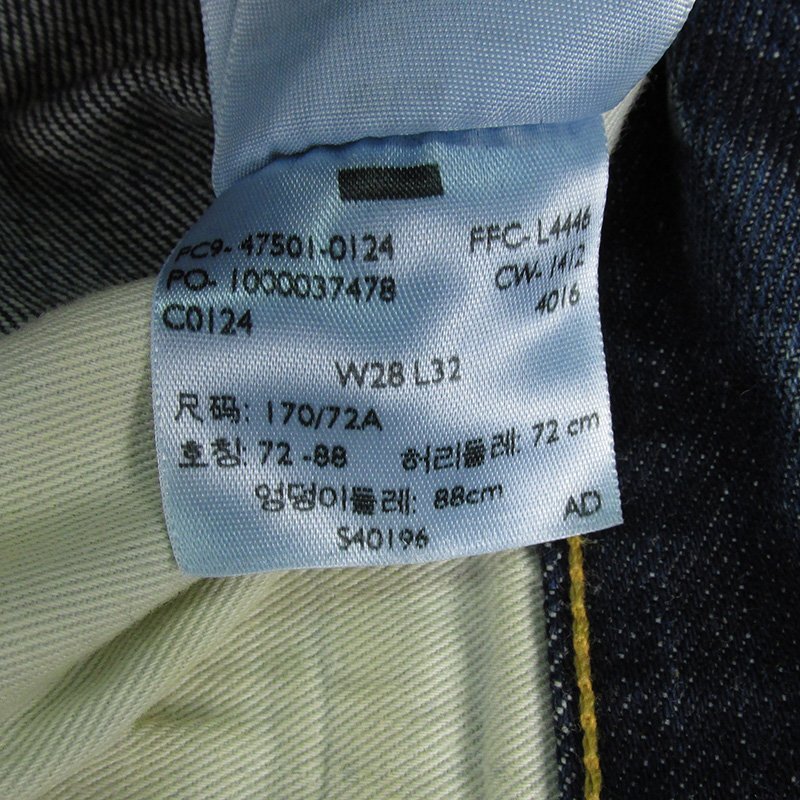 PC9- 47501-0124 FFC- L4446
PO- 1000037478 CW- 1412
C0124 4016
W28 L32
尺码: 170/72A
호칭: 72 -88 허리둘레: 72 cm
엉덩이둘레: 88cm AD
S40196